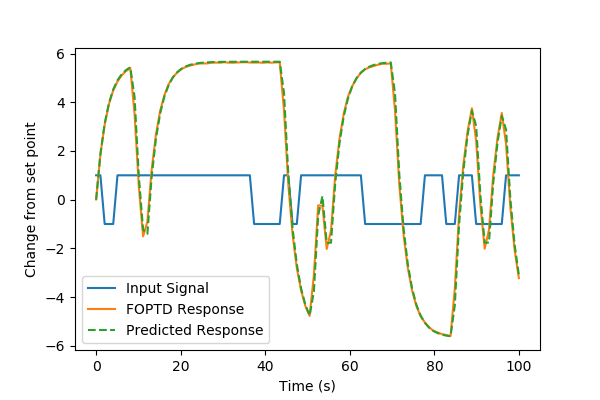 6
4
2
0
−2
−4
−6
Change from set point
Input Signal
FOPTD Response
Predicted Response
0 20 40 60 80 100
Time (s)